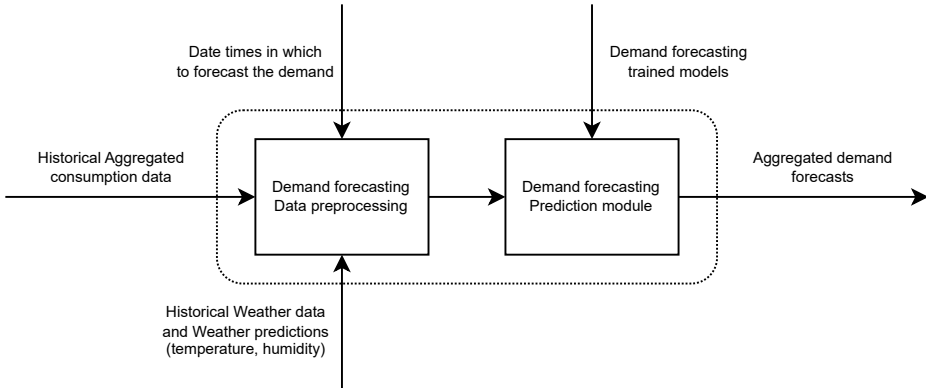 Date times in which
to forecast the demand
Demand forecasting
trained models
Historical Aggregated
consumption data
Demand forecasting
Data preprocessing
Demand forecasting
Prediction module
Aggregated demand
forecasts
Historical Weather data
and Weather predictions
(temperature, humidity)